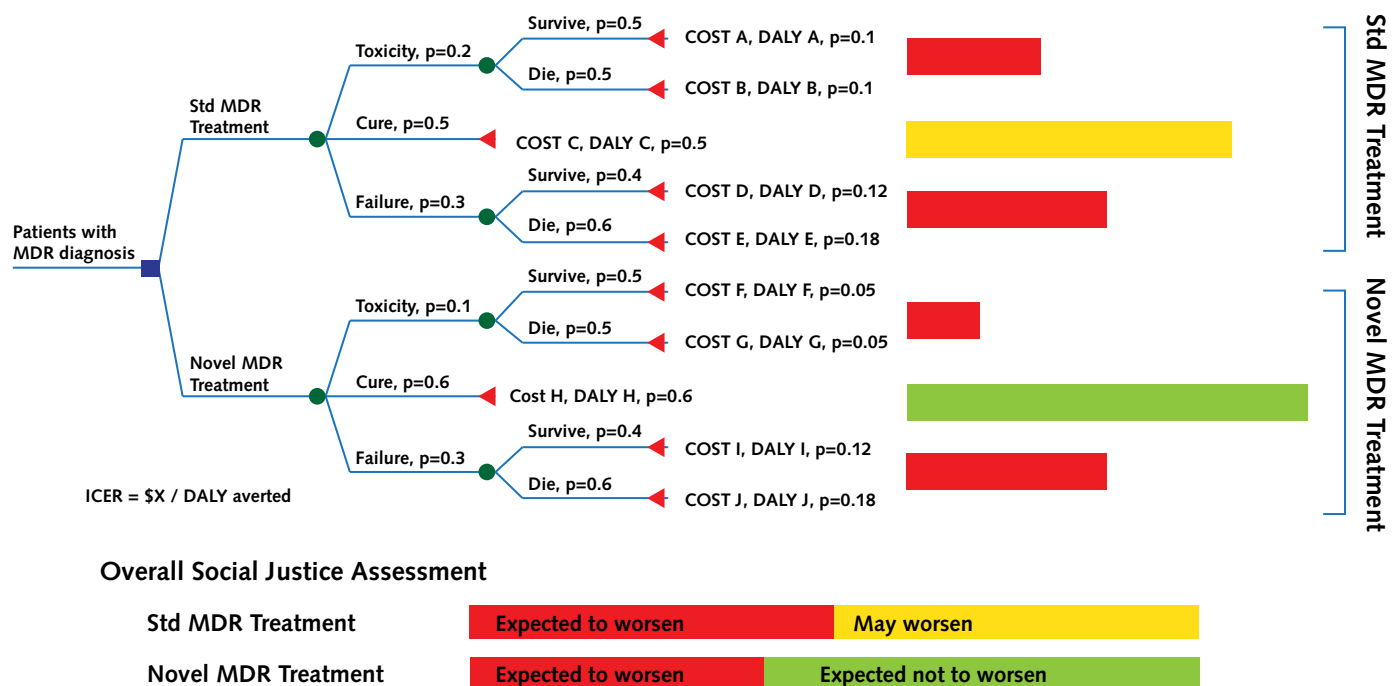 Survive, p=0.5
Toxicity, p=0.2
COST A, DALY A, p=0.1
Die, p=0.5
COST B, DALY B, p=0.1
Std MDR
Treatment
Cure, p=0.5
COST C, DALY C, p=0.5
Survive, p=0.4
COST D, DALY D, p=0.12
Failure, p=0.3
Die, p=0.6
COST E, DALY E, p=0.18
Std MDR Treatment
Patients with
MDR diagnosis
Survive, p=0.5
COST F, DALY F, p=0.05
Toxicity, p=0.1
Die, p=0.5
COST G, DALY G, p=0.05
Novel MDR
Treatment
Cure, p=0.6
Cost H, DALY H, p=0.6
Survive, p=0.4
COST I, DALY I, p=0.12
Failure, p=0.3
Die, p=0.6
COST J, DALY J, p=0.18
Novel MDR Treatment
ICER = $X / DALY averted
Overall Social Justice Assessment
Std MDR Treatment
Expected to worsen
May worsen
Novel MDR Treatment
Expected to worsen
Expected not to worsen